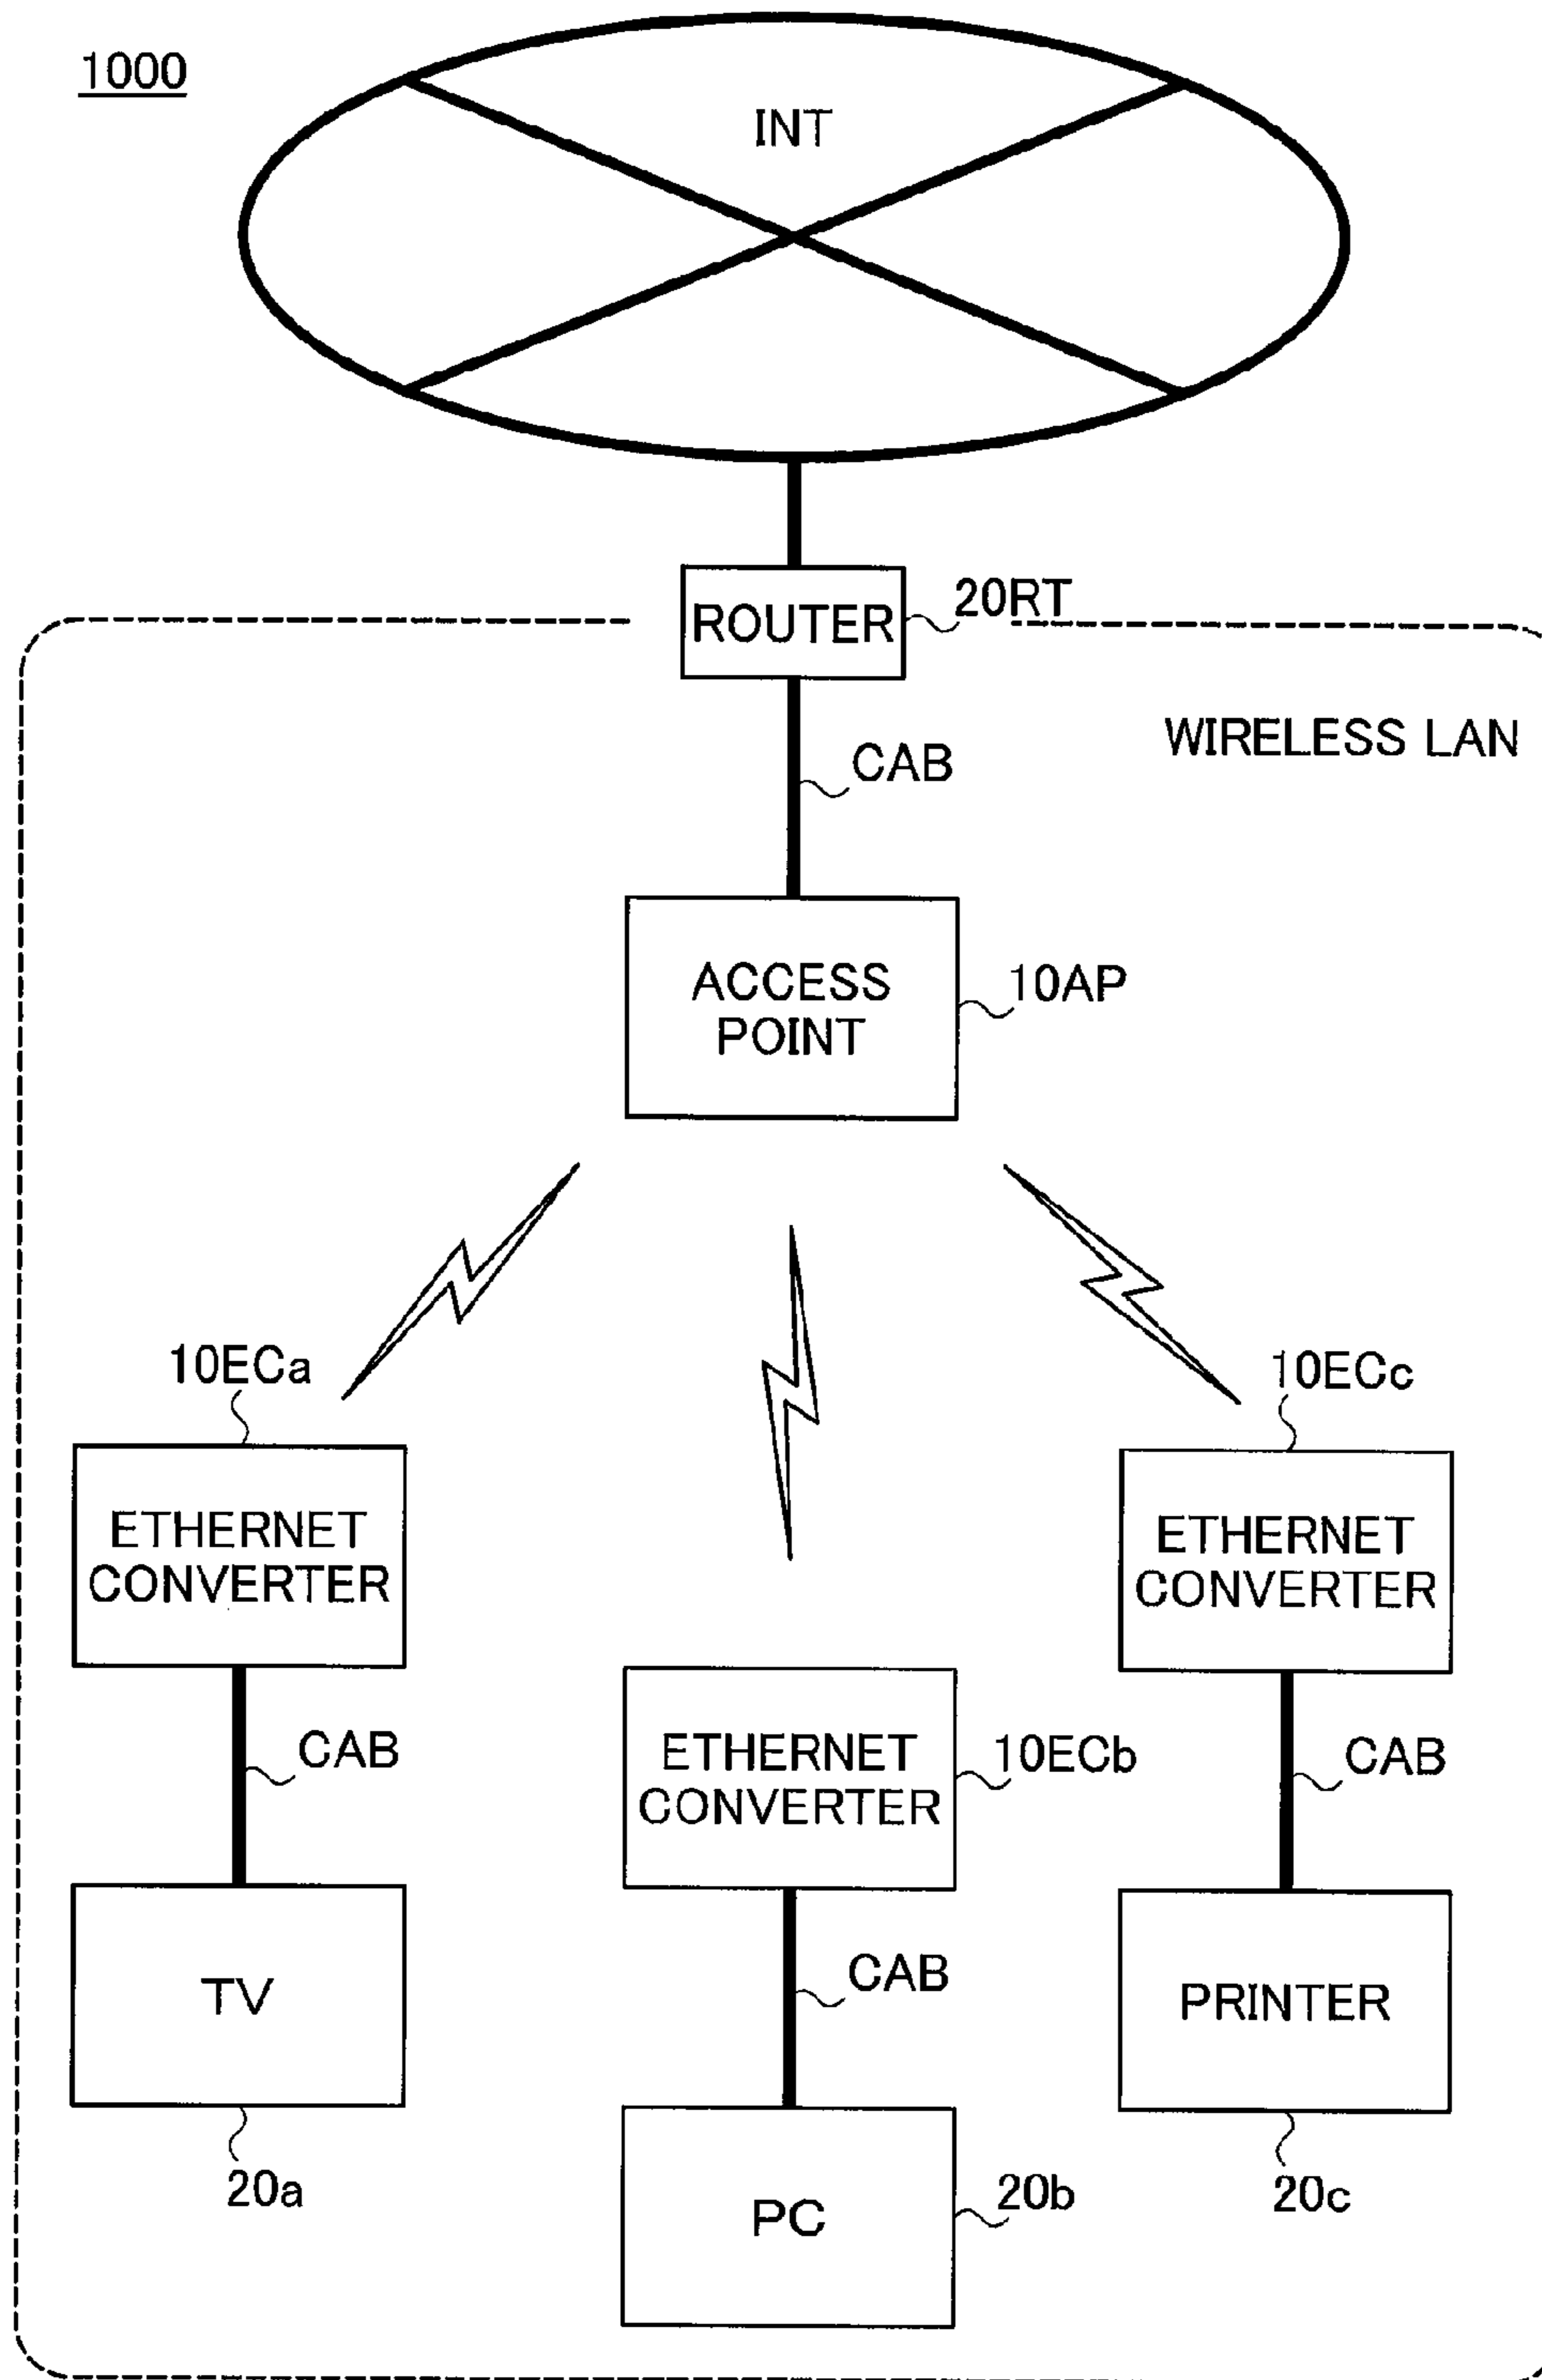 1000
INT
ROUTER
20RT
WIRELESS LAN
CAB
ACCESS
POINT
10AP
10ECa
10ECc
ETHERNET
CONVERTER
ETHERNET
CONVERTER
CAB
ETHERNET
CONVERTER
10ECb
CAB
TV
CAB
PRINTER
20a
PC
20b
20c